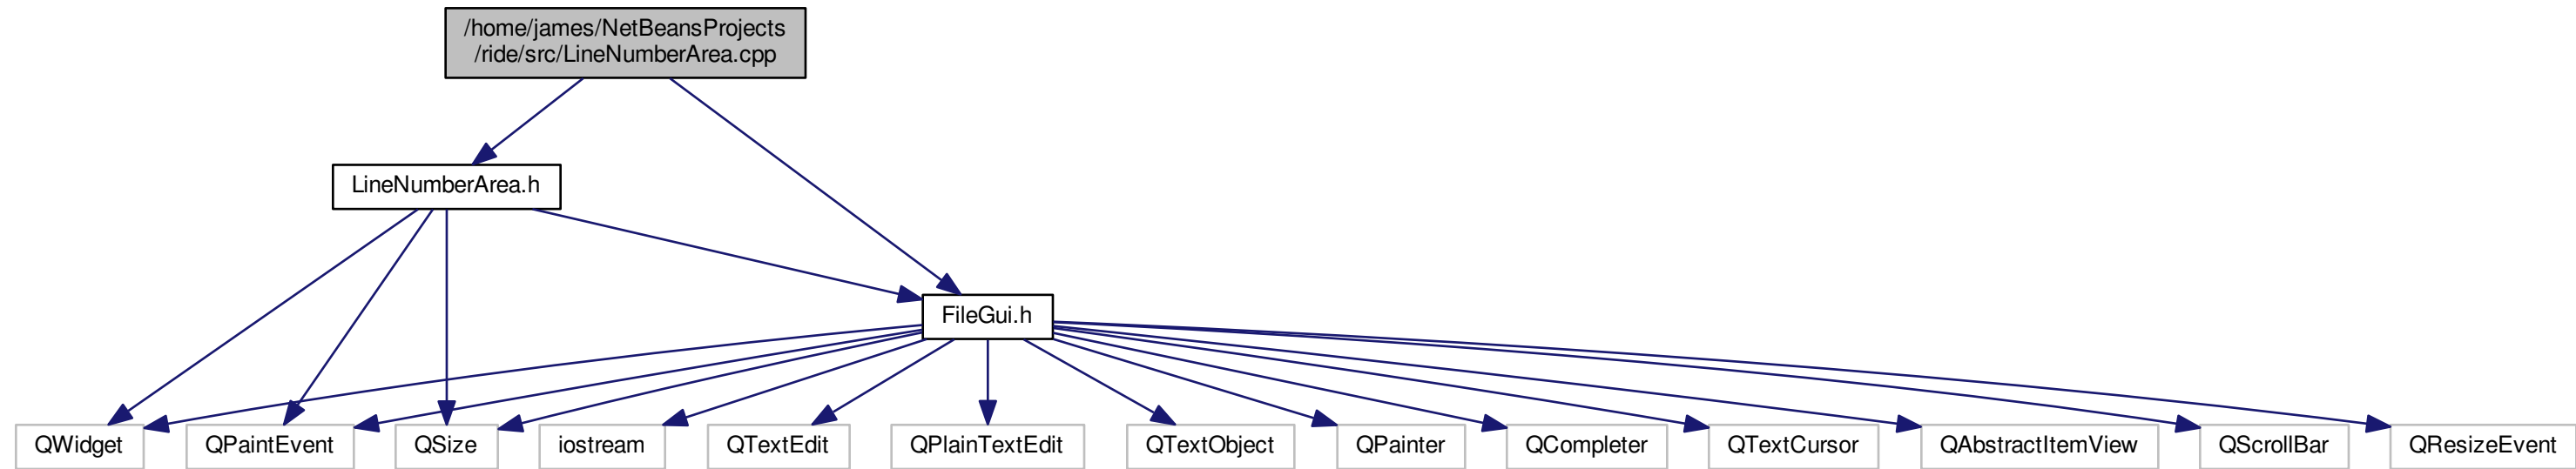 /home/james/NetBeansProjects
/ride/src/LineNumberArea.cpp
LineNumberArea.h
FileGui.h
QWidget
QPaintEvent
QSize
iostream
QTextEdit
QPlainTextEdit
QTextObject
QPainter
QCompleter
QTextCursor
QAbstractItemView
QScrollBar
QResizeEvent